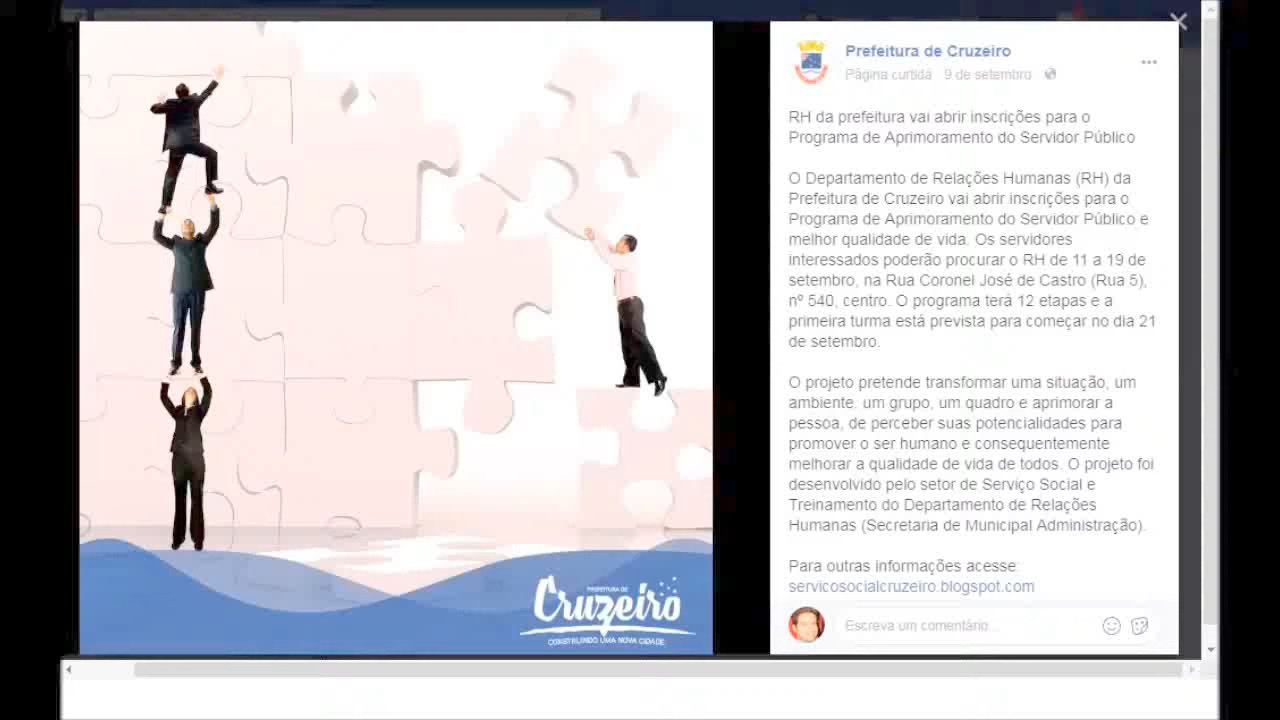 PREFEITURA DE
Cruzeiro
CONSTRUINDO UMA NOVA CIDADE
Prefeitura de Cruzeiro
Página curtida 9 de setembro
RH da prefeitura vai abrir inscrições para o
Programa de Aprimoramento do Servidor Público
O Departamento de Relações Humanas (RH) da
Prefeitura de Cruzeiro vai abrir inscrições para o
Programa de Aprimoramento do Servidor Público e
melhor qualidade de vida. Os servidores
interessados poderão procurar o RH de 11 a 19 de
setembro, na Rua Coronel José de Castro (Rua 5),
nº 540, centro. O programa terá 12 etapas e a
primeira turma está prevista para começar no dia 21
de setembro.
O projeto pretende transformar uma situação, um
ambiente, um grupo, um quadro e aprimorar a
pessoa, de perceber suas potencialidades para
promover o ser humano e consequentemente
melhorar a qualidade de vida de todos. O projeto foi
desenvolvido pelo setor de Serviço Social e
Treinamento do Departamento de Relações
Humanas (Secretaria de Municipal Administração).
Para outras informações acesse:
servicosocialcruzeiro.blogspot.com
Escreva um comentário...